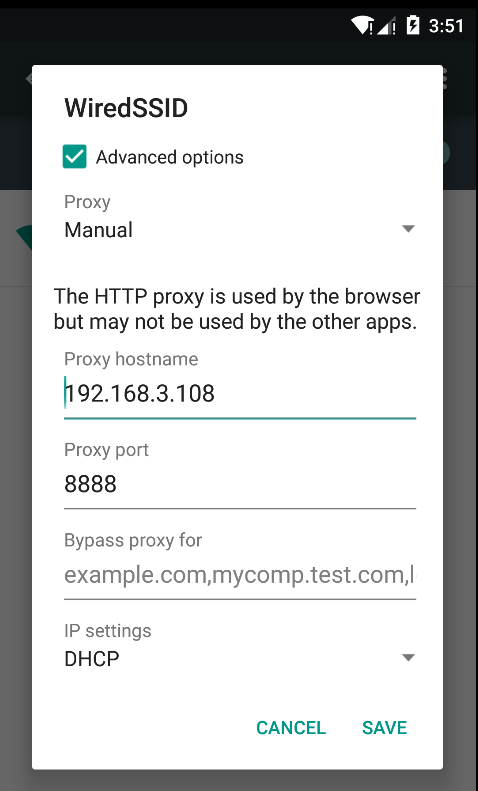 3:51
WiredSSID
Advanced options
Proxy
Manual
The HTTP proxy is used by the browser
but may not be used by the other apps.
Proxy hostname
192.168.3.108
Proxy port
8888
Bypass proxy for
example.com,mycomp.test.com,l
IP settings
DHCP
CANCEL SAVE